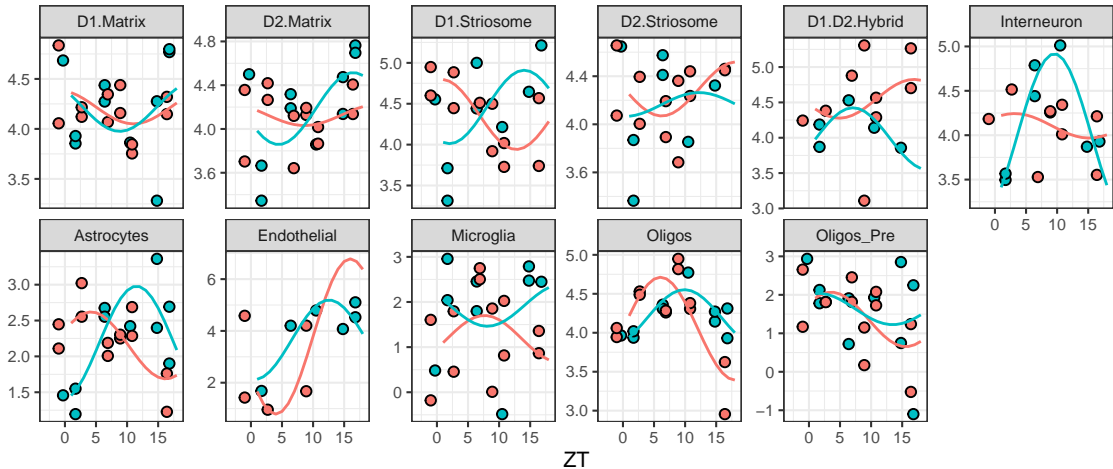 D1.Matrix D2.Matrix D1.Striosome D2.Striosome D1.D2.Hybrid Interneuron
4.5 4.0 3.5
4.8 4.4 4.0 3.6
5.0 4.5 4.0 3.5
4.4 4.0 3.6
5.0 4.5 4.0 3.5 3.0
5.0 4.5 4.0 3.5
0 5 10 15
Astrocytes Endothelial Microglia Oligos Oligos_Pre
3.0 2.5 2.0 1.5
6 4 2
3 2 1 0
5.0 4.5 4.0 3.5 3.0
3 2 1 0 −1
0 5 10 15 0 5 10 15 0 5 10 15 0 5 10 15 0 5 10 15
ZT